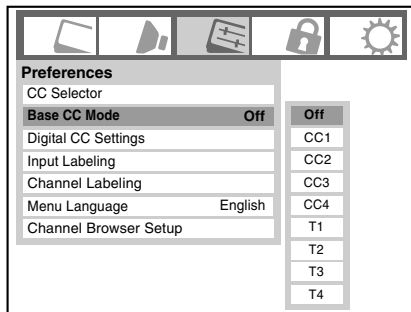 Preferences
CC Selector
Base CC Mode Off
Digital CC Settings
Input Labeling
Channel Labeling
Menu Language English
Channel Browser Setup
Off
CC1
CC2
CC3
CC4
T1
T2
T3
T4